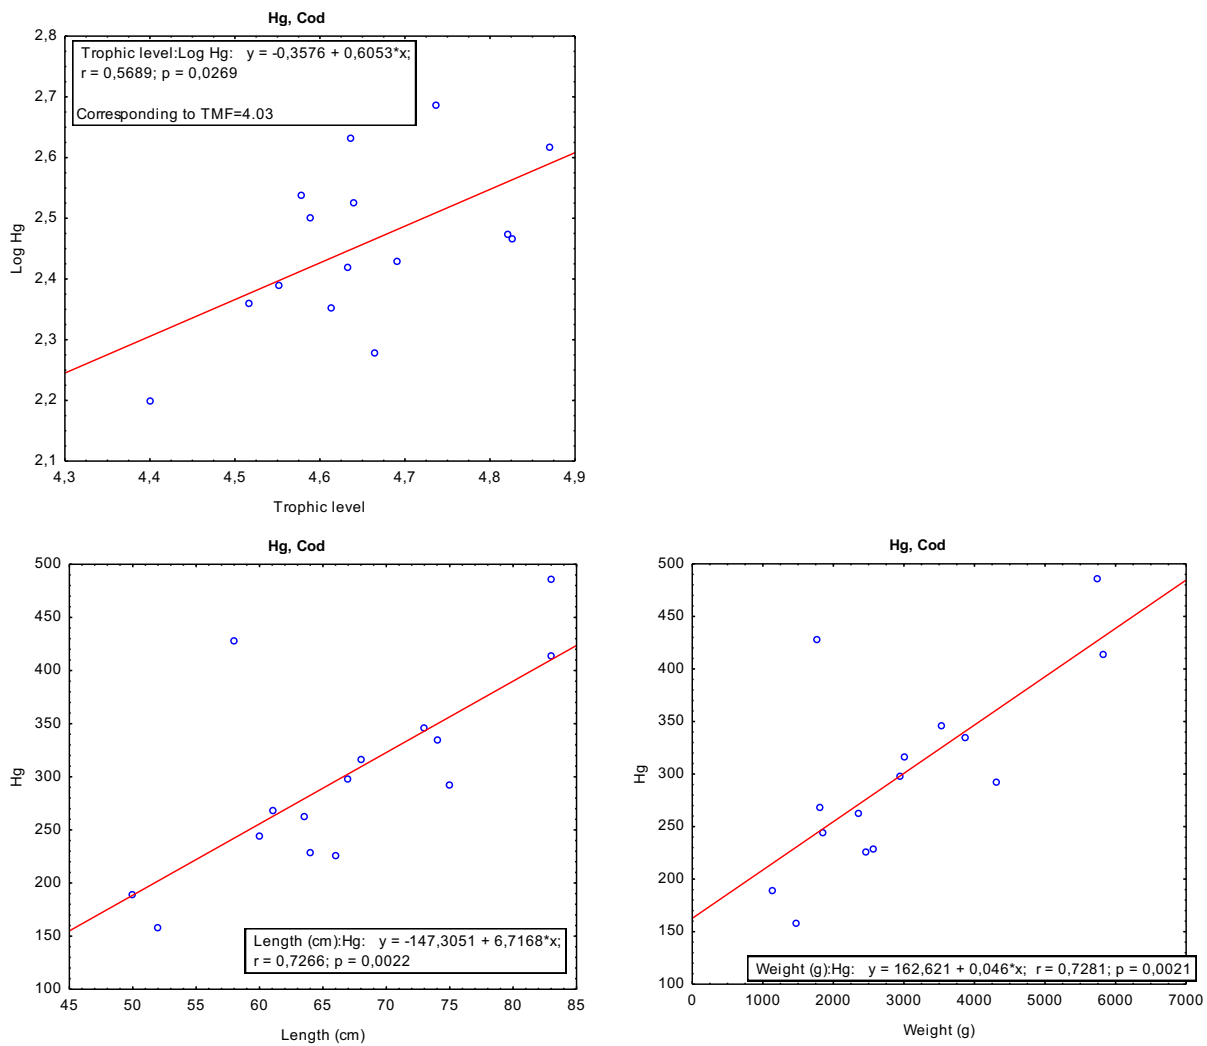 Hg, Cod
2,8
2,7
2,6
2,5
2,4
2,3
2,2
2,1
Log Hg
Trophic level:Log Hg: y = -0,3576 + 0,6053*x;
r = 0,5689; p = 0,0269
Corresponding to TMF=4.03
4,3 4,4 4,5 4,6 4,7 4,8 4,9
Trophic level
Hg, Cod
500
450
400
350
300
250
200
150
100
Hg
Length (cm):Hg: y = -147,3051 + 6,7168*x;
r = 0,7266; p = 0,0022
45 50 55 60 65 70 75 80 85
Length (cm)
Hg, Cod
500
450
400
350
300
250
200
150
100
Hg
Weight (g):Hg: y = 162,621 + 0,046*x; r = 0,7281; p = 0,0021
0 1000 2000 3000 4000 5000 6000 7000
Weight (g)